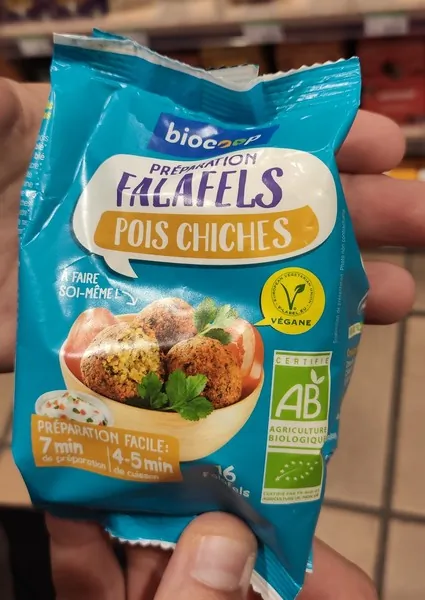 biocoop
PRÉPARATION
FALAFELS
POIS CHICHES
À FAIRE
SOI-MÊME!
VÉGANE
CERTIFIÉ
AB
AGRICULTURE
BIOLOGIQUE
PRÉPARATION FACILE:
7 min
de préparation
4-5 min
de cuisson
16
Falafels